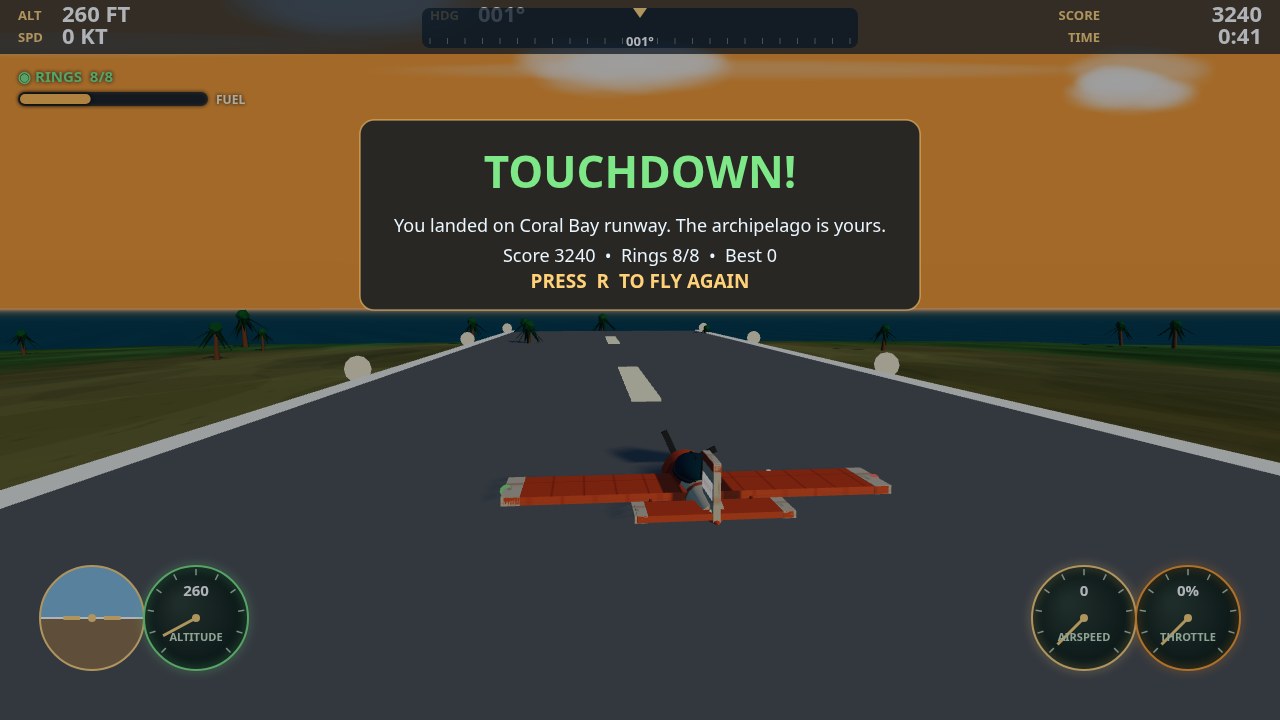 ALT 260 FT
SPD 0 KT
HDG 001°
001°
SCORE 3240
TIME 0:41
◉ RINGS 8/8
FUEL
TOUCHDOWN!
You landed on Coral Bay runway. The archipelago is yours.
Score 3240 • Rings 8/8 • Best 0
PRESS R TO FLY AGAIN
260
ALTITUDE
0
AIRSPEED
0%
THROTTLE